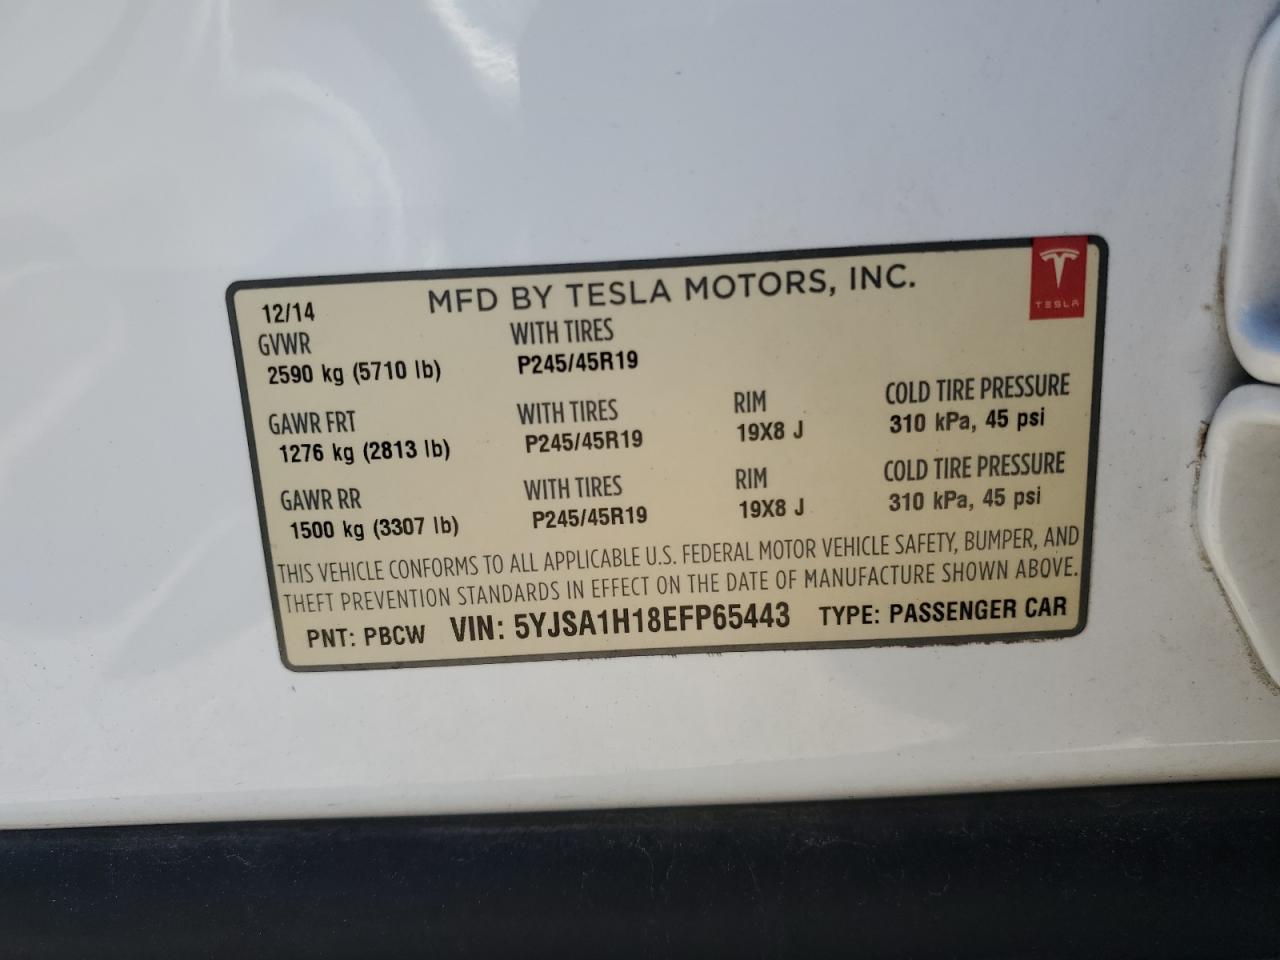 12/14 MFD BY TESLA MOTORS, INC. TESLA
GVWR WITH TIRES
2590 kg (5710 lb) P245/45R19
GAWR FRT WITH TIRES RIM COLD TIRE PRESSURE
1276 kg (2813 lb) P245/45R19 19X8 J 310 kPa, 45 psi
GAWR RR WITH TIRES RIM COLD TIRE PRESSURE
1500 kg (3307 lb) P245/45R19 19X8 J 310 kPa, 45 psi
THIS VEHICLE CONFORMS TO ALL APPLICABLE U.S. FEDERAL MOTOR VEHICLE SAFETY, BUMPER, AND
THEFT PREVENTION STANDARDS IN EFFECT ON THE DATE OF MANUFACTURE SHOWN ABOVE.
PNT: PBCW VIN: 5YJSA1H18EFP65443 TYPE: PASSENGER CAR